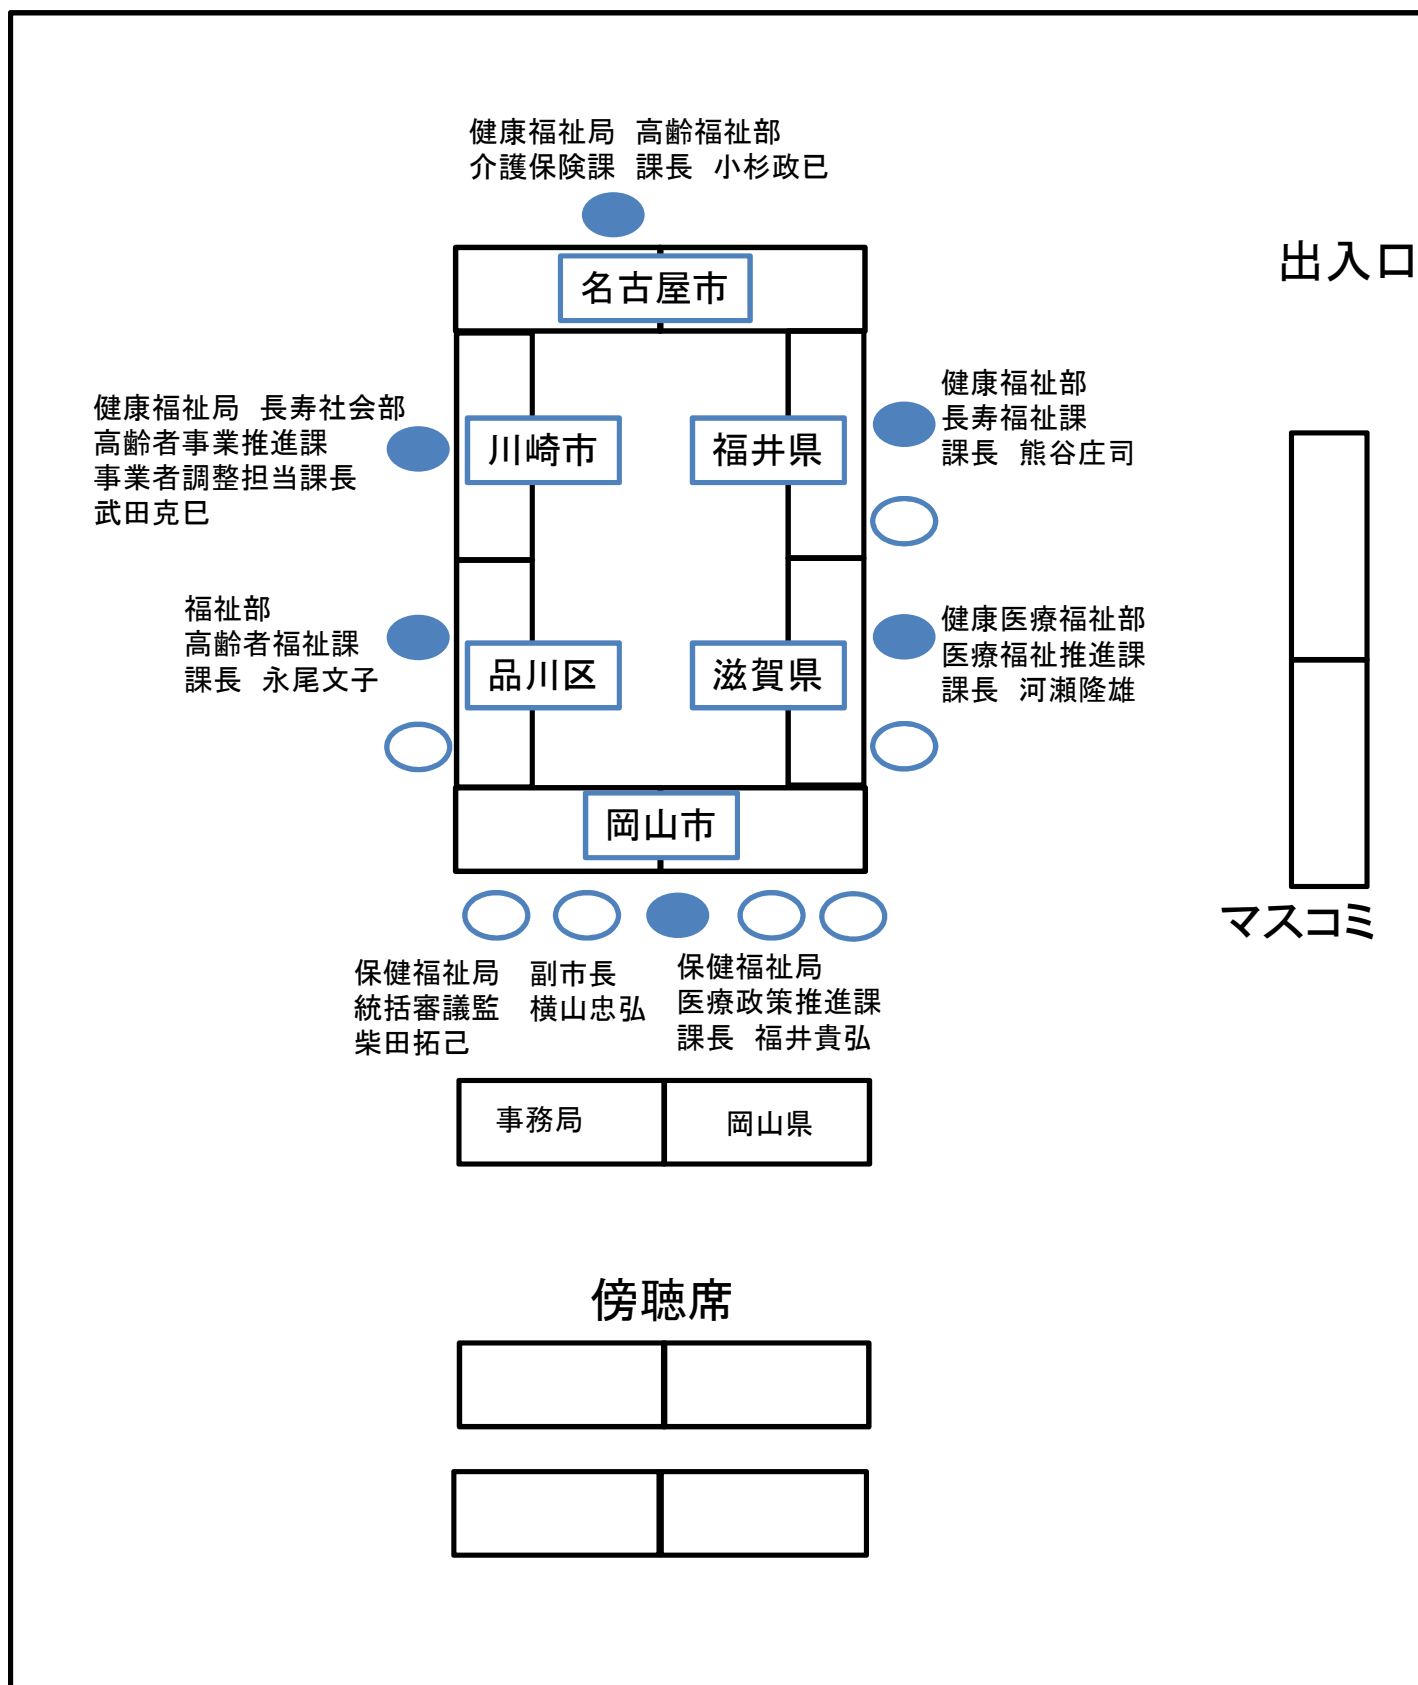 健康福祉局　高齢福祉部
介護保険課　課長　小杉政巳
名古屋市
出入口
健康福祉局　長寿社会部
高齢者事業推進課
事業者調整担当課長
武田克巳
川崎市
福井県
健康福祉部
長寿福祉課
課長　熊谷庄司
福祉部
高齢者福祉課
課長　永尾文子
品川区
滋賀県
健康医療福祉部
医療福祉推進課
課長　河瀬隆雄
岡山市
マスコミ
保健福祉局
統括審議監
柴田拓己
副市長
横山忠弘
保健福祉局
医療政策推進課
課長　福井貴弘
事務局
岡山県
傍聴席